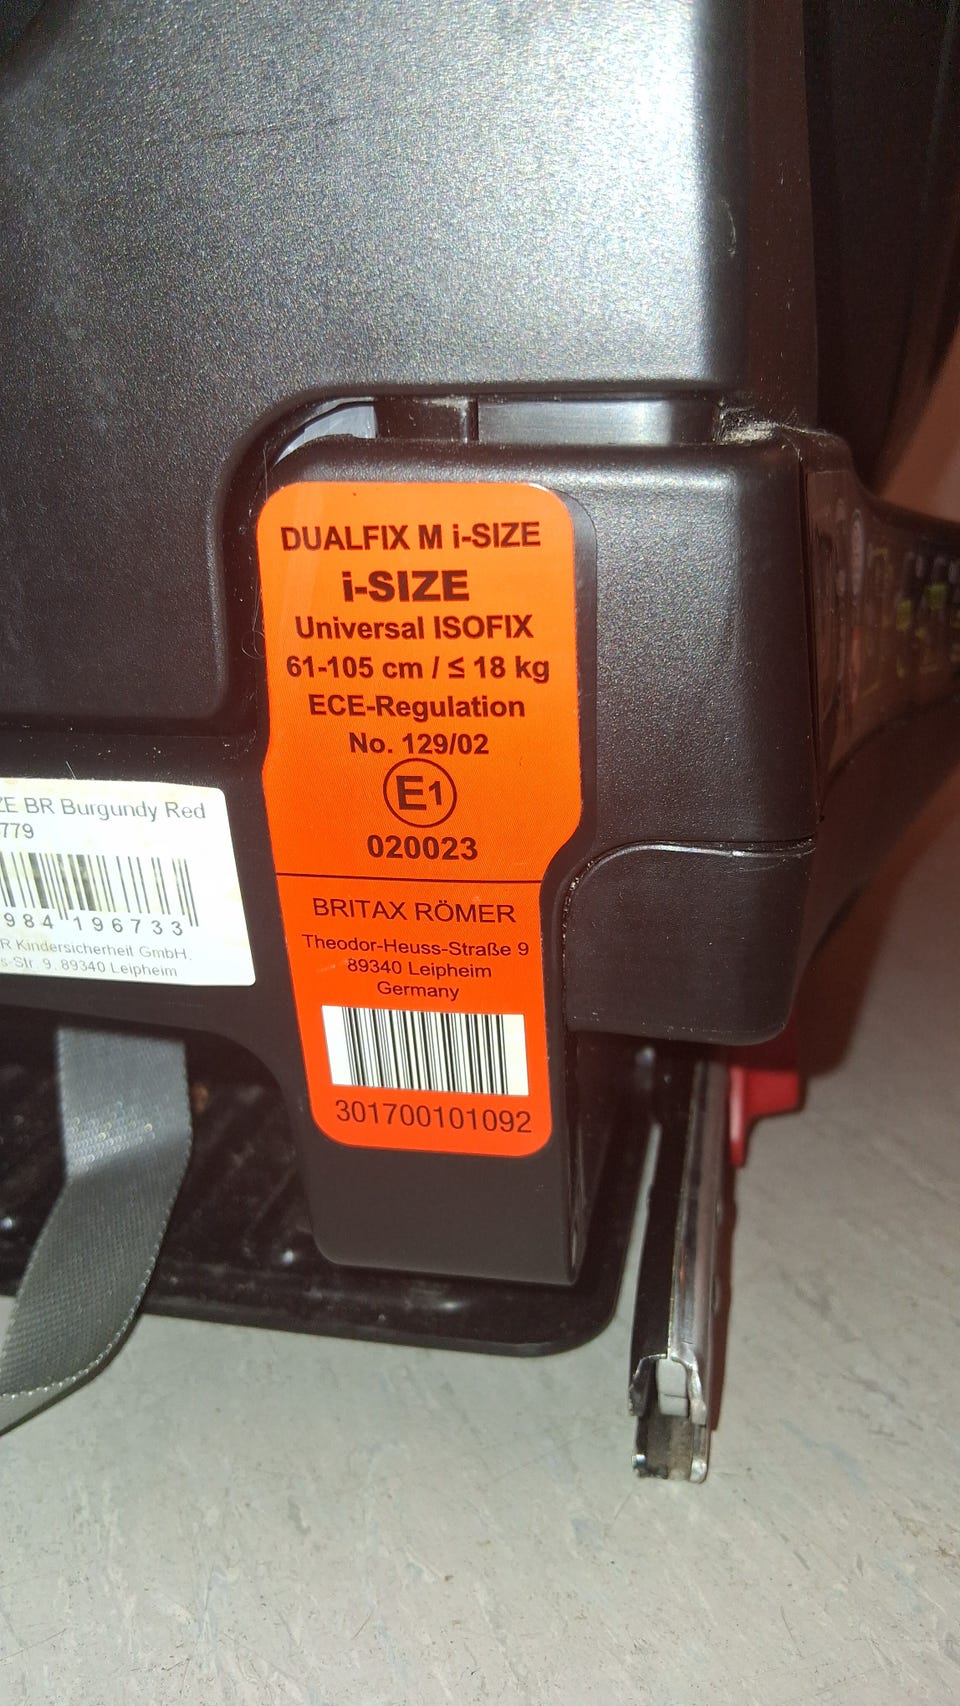 DUALFIX M i-SIZE
i-SIZE
Universal ISOFIX
61-105 cm / ≤ 18 kg
ECE-Regulation
No. 129/02
E1
020023
BRITAX RÖMER
Theodor-Heuss-Straße 9
89340 Leipheim
Germany
301700101092
ZE BR Burgundy Red
779
984 196733
R Kindersicherheit GmbH.
s-Str. 9, 89340 Leipheim